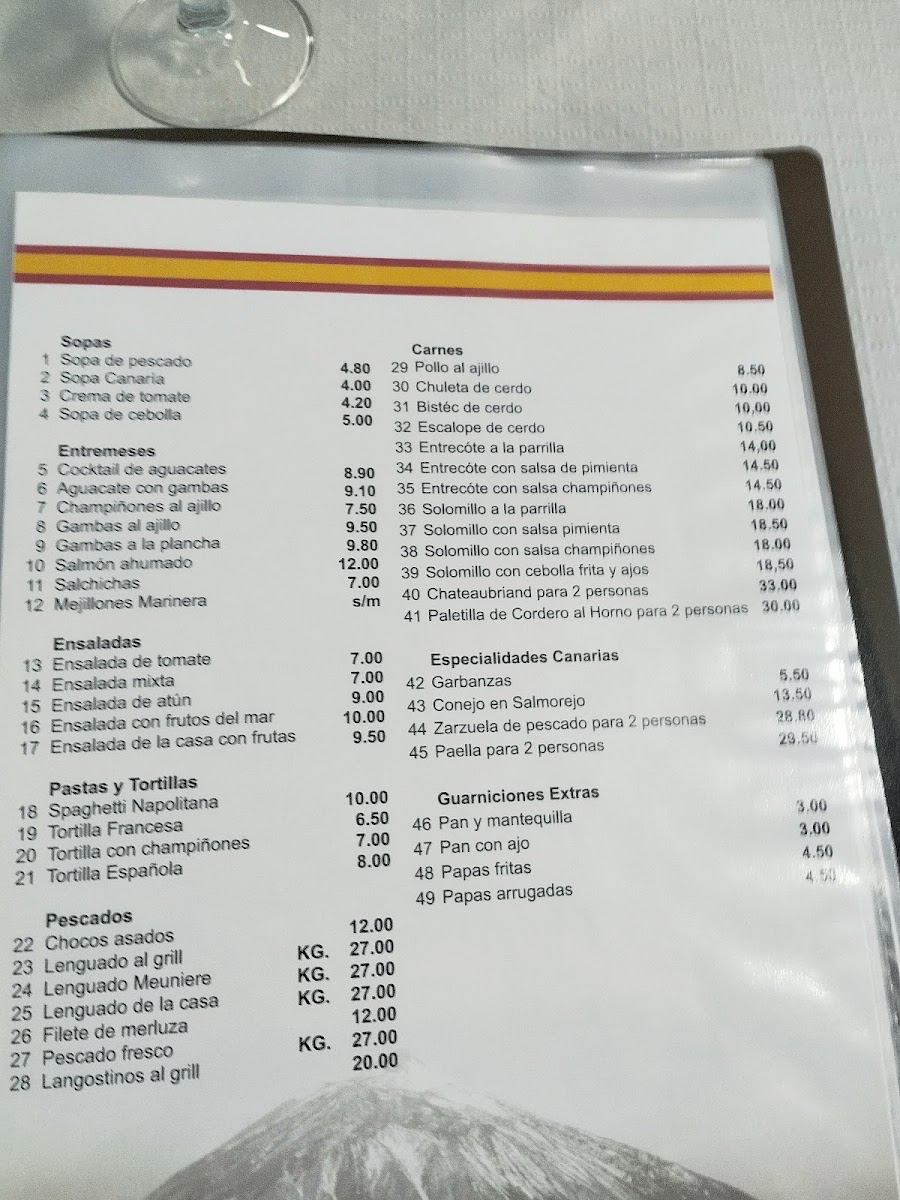 Sopas
1 Sopa de pescado 4.80
2 Sopa Canaria 4.00
3 Crema de tomate 4.20
4 Sopa de cebolla 5.00
Entremeses
5 Cocktail de aguacates 8.90
6 Aguacate con gambas 9.10
7 Champiñones al ajillo 7.50
8 Gambas al ajillo 9.50
9 Gambas a la plancha 9.80
10 Salmón ahumado 12.00
11 Salchichas 7.00
12 Mejillones Marinera s/m
Ensaladas
13 Ensalada de tomate 7.00
14 Ensalada mixta 7.00
15 Ensalada de atún 9.00
16 Ensalada con frutos del mar 10.00
17 Ensalada de la casa con frutas 9.50
Pastas y Tortillas
18 Spaghetti Napolitana 10.00
19 Tortilla Francesa 6.50
20 Tortilla con champiñones 7.00
21 Tortilla Española 8.00
Pescados
22 Chocos asados 12.00
23 Lenguado al grill KG. 27.00
24 Lenguado Meuniere KG. 27.00
25 Lenguado de la casa KG. 27.00
26 Filete de merluza 12.00
27 Pescado fresco KG. 27.00
28 Langostinos al grill 20.00
Carnes
29 Pollo al ajillo 8.50
30 Chuleta de cerdo 10.00
31 Bistéc de cerdo 10,00
32 Escalope de cerdo 10.50
33 Entrecóte a la parrilla 14,00
34 Entrecóte con salsa de pimienta 14.50
35 Entrecóte con salsa champiñones 14.50
36 Solomillo a la parrilla 18.00
37 Solomillo con salsa pimienta 18.50
38 Solomillo con salsa champiñones 18.00
39 Solomillo con cebolla frita y ajos 18,50
40 Chateaubriand para 2 personas 33.00
41 Paletilla de Cordero al Horno para 2 personas 30.00
Especialidades Canarias
42 Garbanzas 5,50
43 Conejo en Salmorejo 13.50
44 Zarzuela de pescado para 2 personas 28.80
45 Paella para 2 personas 29.50
Guarniciones Extras
46 Pan y mantequilla 3.00
47 Pan con ajo 3.00
48 Papas fritas 4.50
49 Papas arrugadas 4.50